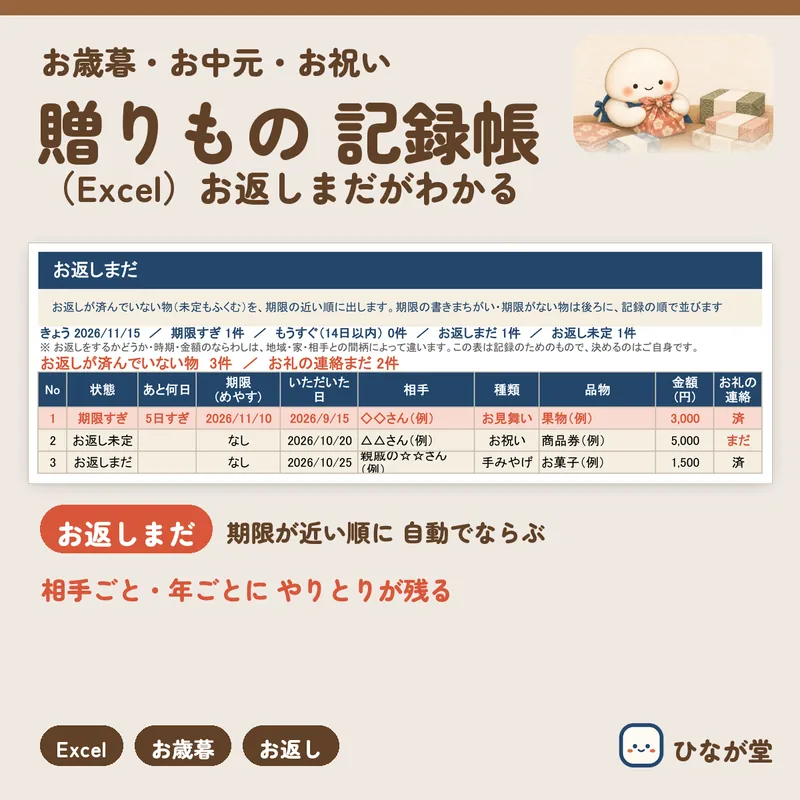 お歳暮・お中元・お祝い
贈りもの 記録帳
（Excel）お返しまだがわかる
お返しまだ
お返しが済んでいない物（未定もふくむ）を、期限の近い順に出します。期限の書きまちがい・期限がない物は後ろに、記録の順で並びます
きょう 2026/11/15 ／ 期限すぎ 1件 ／ もうすぐ（14日以内） 0件 ／ お返しまだ 1件 ／ お返し未定 1件
※ お返しをするかどうか・時期・金額のならわしは、地域・家・相手との間柄によって違います。この表は記録のためのもので、決めるのはご自身です。
お返しが済んでいない物 3件 ／ お礼の連絡まだ 2件
No 状態 あと何日 期限（めやす） いただいた日 相手 種類 品物 金額（円） お礼の連絡
1 期限すぎ 5日すぎ 2026/11/10 2026/9/15 ◇◇さん（例） お見舞い 果物（例） 3,000 済
2 お返し未定 なし 2026/10/20 △△さん（例） お祝い 商品券（例） 5,000 まだ
3 お返しまだ なし 2026/10/25 親戚の☆☆さん（例） 手みやげ お菓子（例） 1,500 済
お返しまだ 期限が近い順に 自動でならぶ
相手ごと・年ごとに やりとりが残る
Excel お歳暮 お返し
ひなが堂